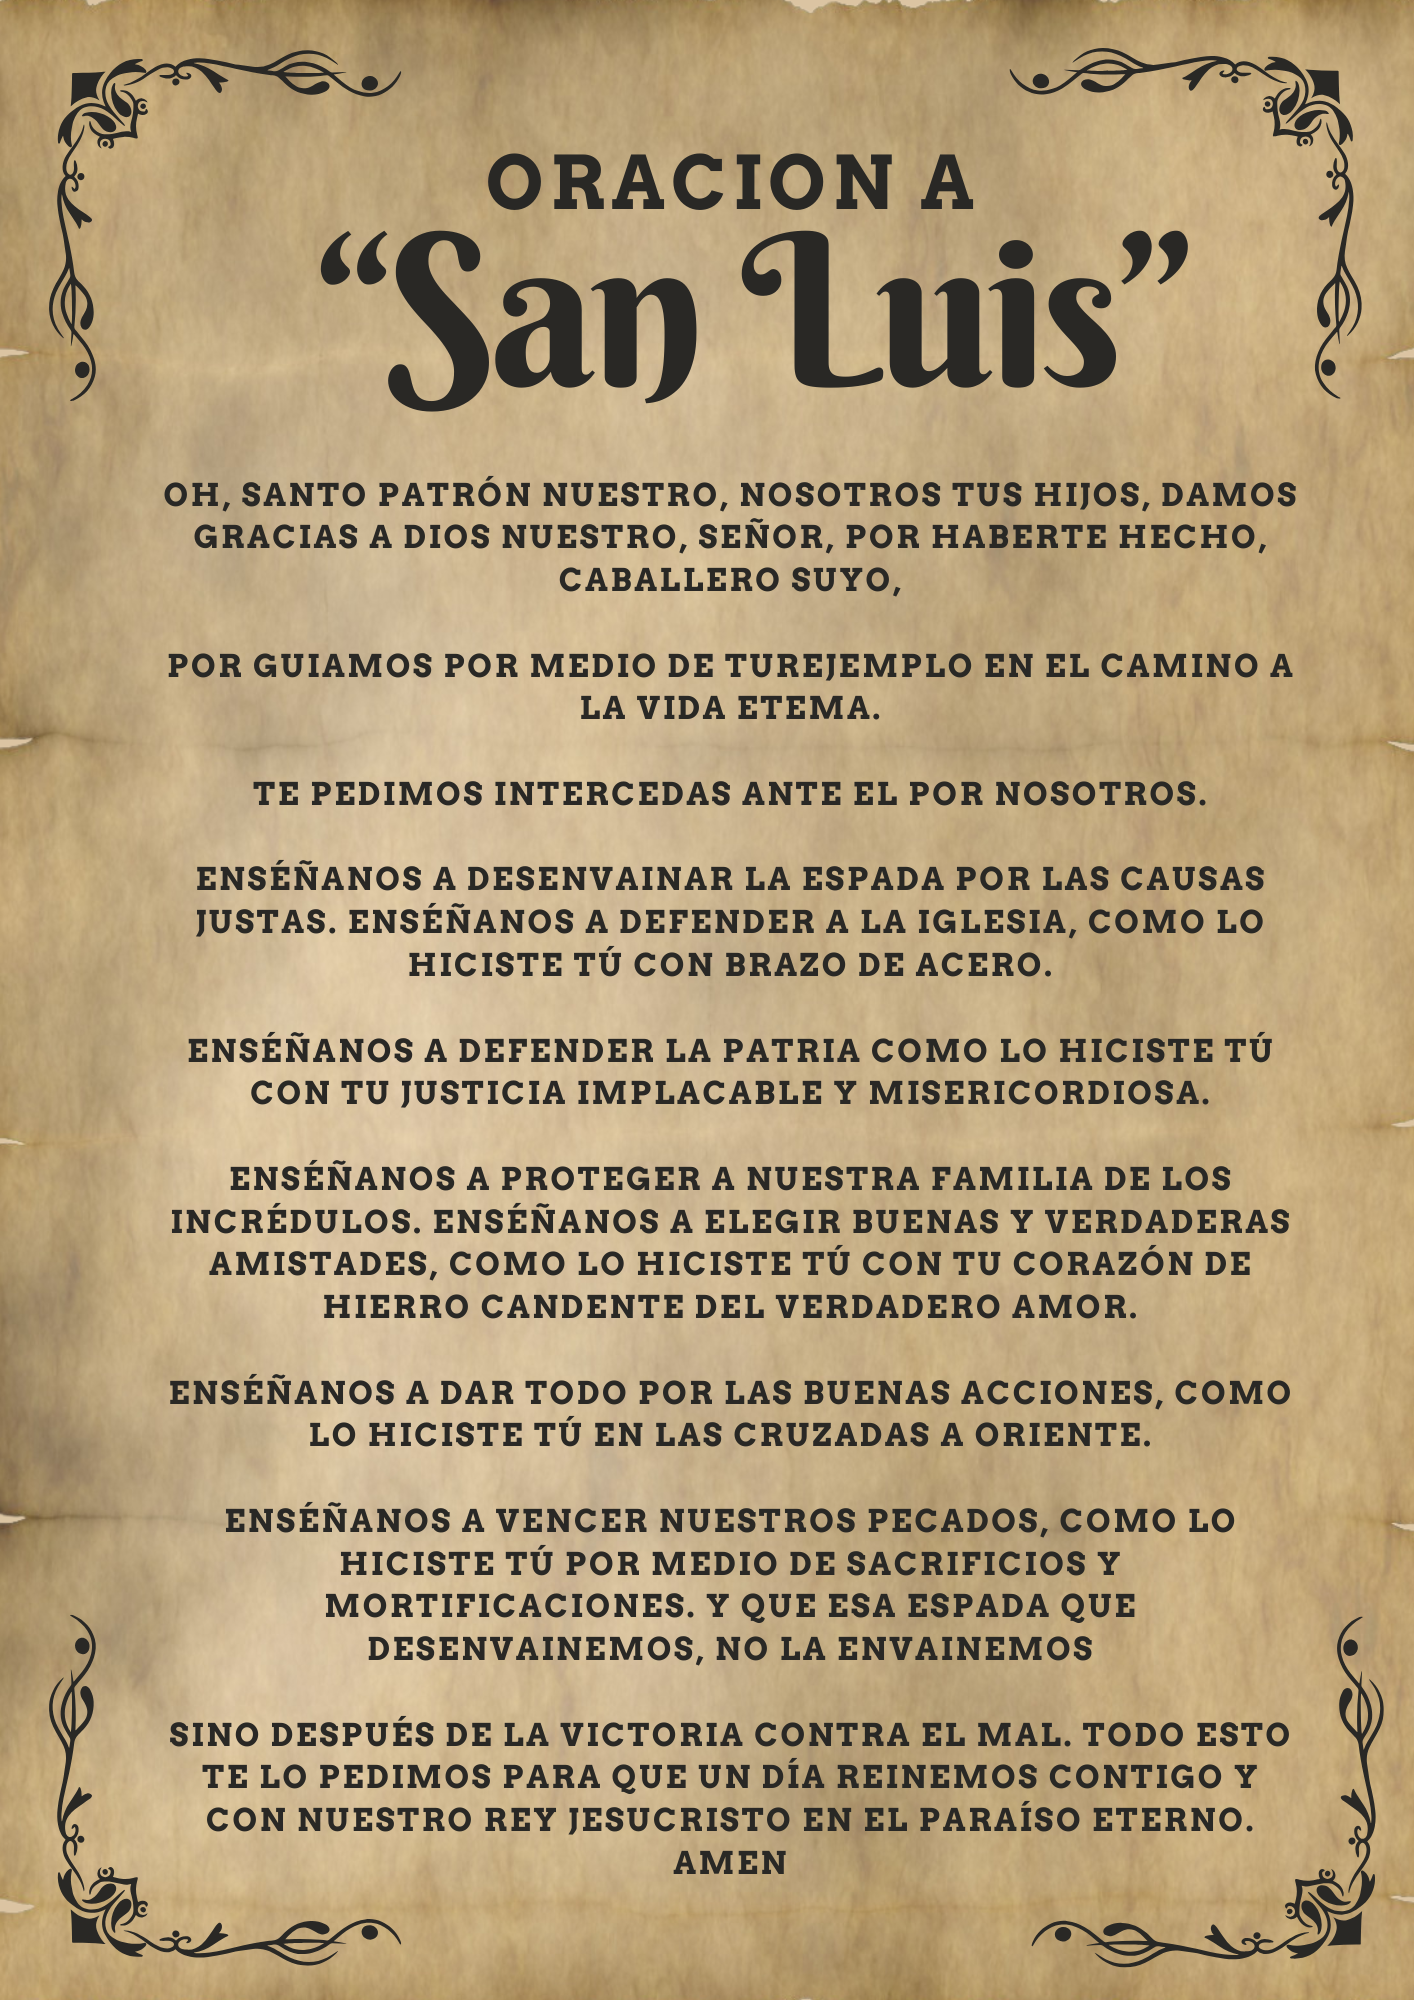 ORACION A
“San Luis”
OH, SANTO PATRÓN NUESTRO, NOSOTROS TUS HIJOS, DAMOS
GRACIAS A DIOS NUESTRO, SEÑOR, POR HABERTE HECHO,
CABALLERO SUYO,
POR GUIAMOS POR MEDIO DE TUREJEMPLO EN EL CAMINO A
LA VIDA ETEMA.
TE PEDIMOS INTERCEDAS ANTE EL POR NOSOTROS.
ENSÉÑANOS A DESENVAINAR LA ESPADA POR LAS CAUSAS
JUSTAS. ENSÉÑANOS A DEFENDER A LA IGLESIA, COMO LO
HICISTE TÚ CON BRAZO DE ACERO.
ENSÉÑANOS A DEFENDER LA PATRIA COMO LO HICISTE TÚ
CON TU JUSTICIA IMPLACABLE Y MISERICORDIOSA.
ENSÉÑANOS A PROTEGER A NUESTRA FAMILIA DE LOS
INCRÉDULOS. ENSÉÑANOS A ELEGIR BUENAS Y VERDADERAS
AMISTADES, COMO LO HICISTE TÚ CON TU CORAZÓN DE
HIERRO CANDENTE DEL VERDADERO AMOR.
ENSÉÑANOS A DAR TODO POR LAS BUENAS ACCIONES, COMO
LO HICISTE TÚ EN LAS CRUZADAS A ORIENTE.
ENSÉÑANOS A VENCER NUESTROS PECADOS, COMO LO
HICISTE TÚ POR MEDIO DE SACRIFICIOS Y
MORTIFICACIONES. Y QUE ESA ESPADA QUE
DESENVAINEMOS, NO LA ENVAINEMOS
SINO DESPUÉS DE LA VICTORIA CONTRA EL MAL. TODO ESTO
TE LO PEDIMOS PARA QUE UN DÍA REINEMOS CONTIGO Y
CON NUESTRO REY JESUCRISTO EN EL PARAÍSO ETERNO.
AMEN